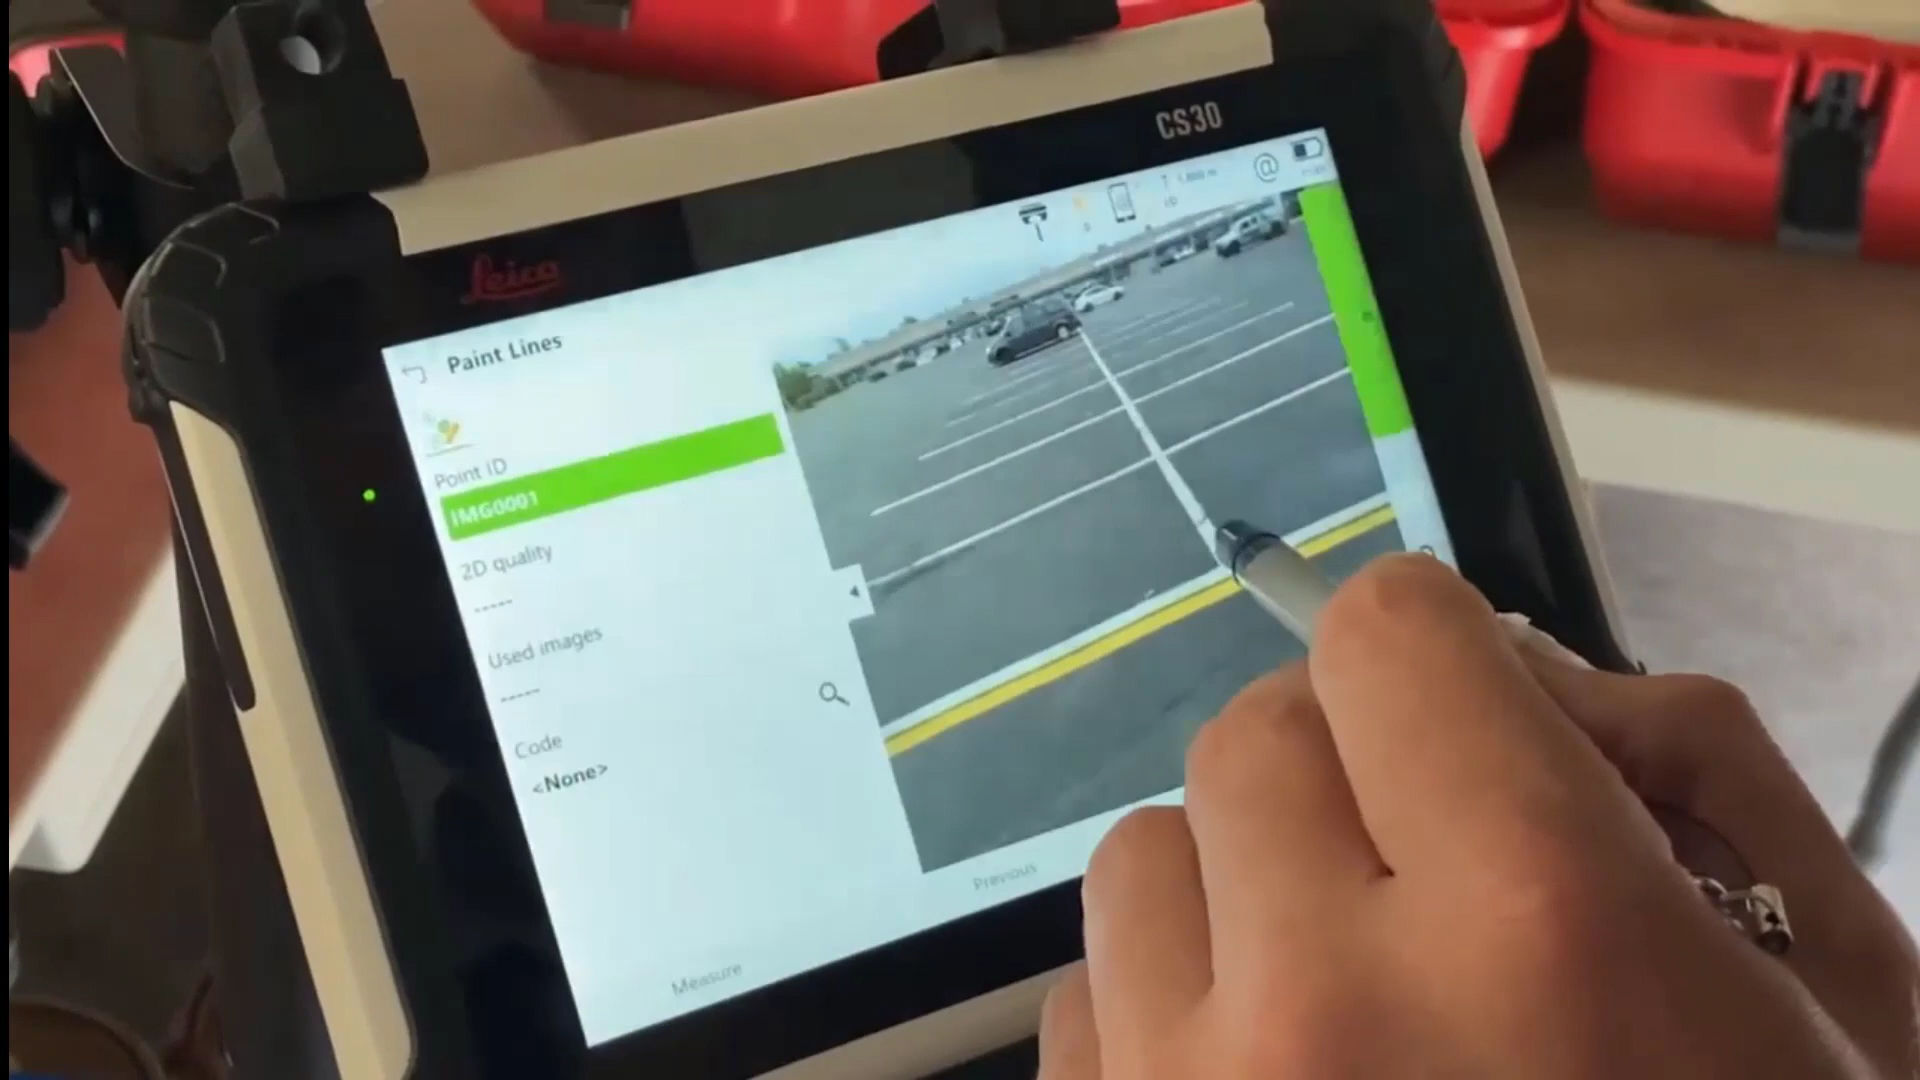 CS30
Leica
@
Paint Lines
Point ID
IMG0001
2D quality
-----
Used images
-----
Code
<None>
Previous
Measure